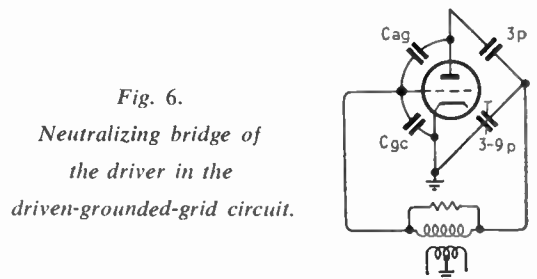 Fig. 6.
Neutralizing bridge of
the driver in the
driven-grounded-grid circuit.
Cag
3p
Cgc
3-9p